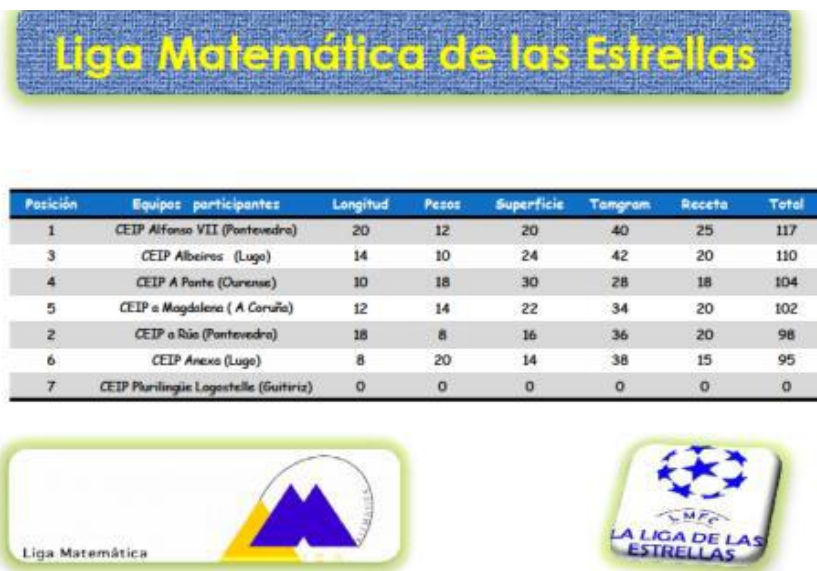 Liga Matemática de las Estrellas
Posición Equipos participantes Longitud Pesos Superficie Tamgram Receta Total
1 CEIP Alfonso VII (Pontevedra) 20 12 20 40 25 117
3 CEIP Albeiros (Lugo) 14 10 24 42 20 110
4 CEIP A Ponte (Ourense) 10 18 30 28 18 104
5 CEIP a Magdalena ( A Coruña) 12 14 22 34 20 102
2 CEIP a Rúa (Pontevedra) 18 8 16 36 20 98
6 CEIP Anexa (Lugo) 8 20 14 38 15 95
7 CEIP Plurilingüe Lagostelle (Guitiriz) 0 0 0 0 0 0
Liga Matemática
LMFC
LA LIGA DE LAS
ESTRELLAS